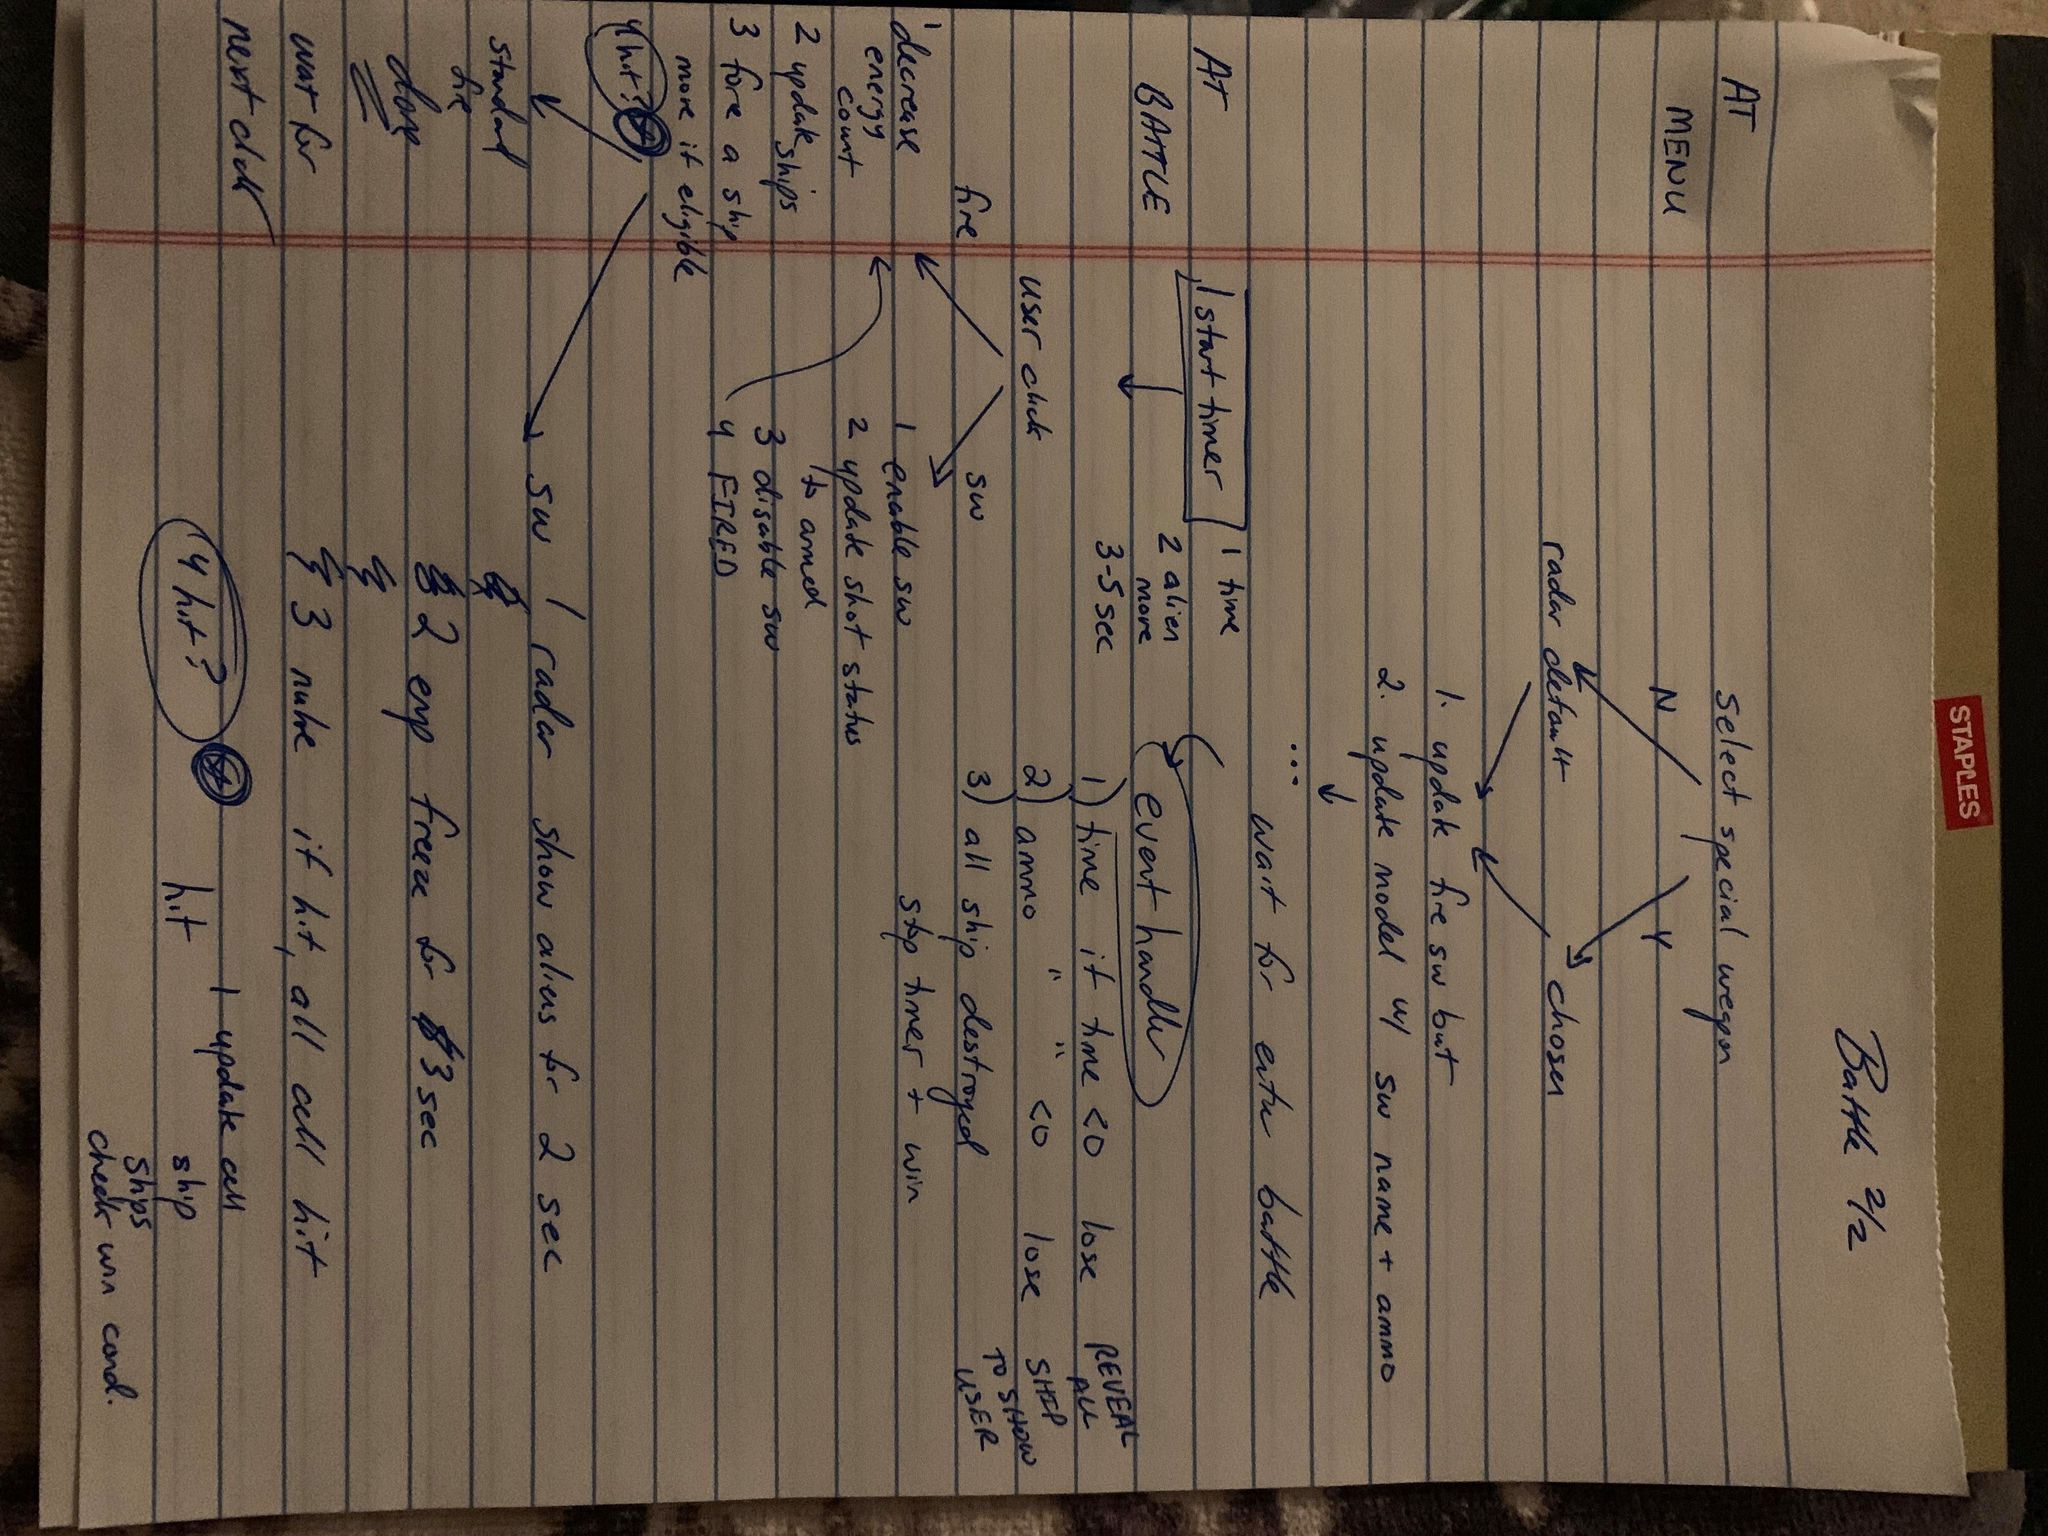 STAPLES
Battle 2/2
AT
MENU
select special weapon
N
Y
radar default
chosen
1. update fire sw but
2. update model w/ sw name + ammo
...
wait for enter battle
AT
BATTLE
1 start timer
1 time
2 alien
more
3-5 sec
event handler
1) time if time <0 lose
2) ammo " " <0 lose
3) all ship destroyed
stop timer + win
REVEAL
ALL
SHIP
TO SHOW
USER
user click
fire
sw
1 decrease
energy
count
2 update ships
3 force a ship
more if eligible
4 hit?
1 enable sw
2 update shot status
to armed
3 disable sw
4 FIRED
standard
fire
done
wait for
next click
sw 1 radar show aliens for 2 sec
2 emp freeze for 3 sec
3 nuke if hit, all cell hit
4 hit?
hit
1 update cell
ship
ships
check win cond.